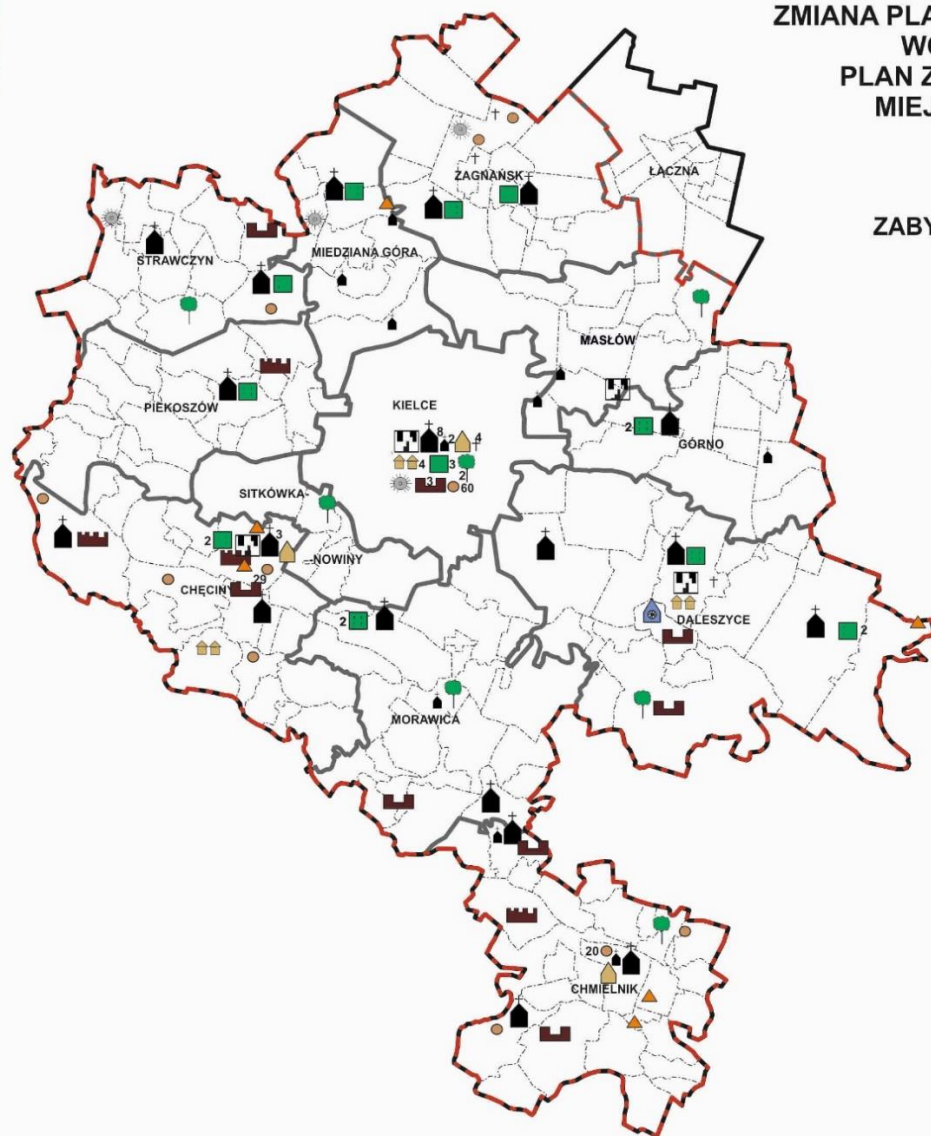 ZMIANA PLA
WO
PLAN Z
MIEJ
ZABY
ŁĄCZNA
ZAGNAŃSK
STRAWCZYN
MIEDZIANA GÓRA
MASŁÓW
PIEKOSZÓW
KIELCE
8
2
4
4
3
2
3
60
2
GÓRNO
SITKÓWKA-
-NOWINY
2
3
29
CHĘCINY
2
DALESZYCE
2
MORAWICA
20
CHMIELNIK